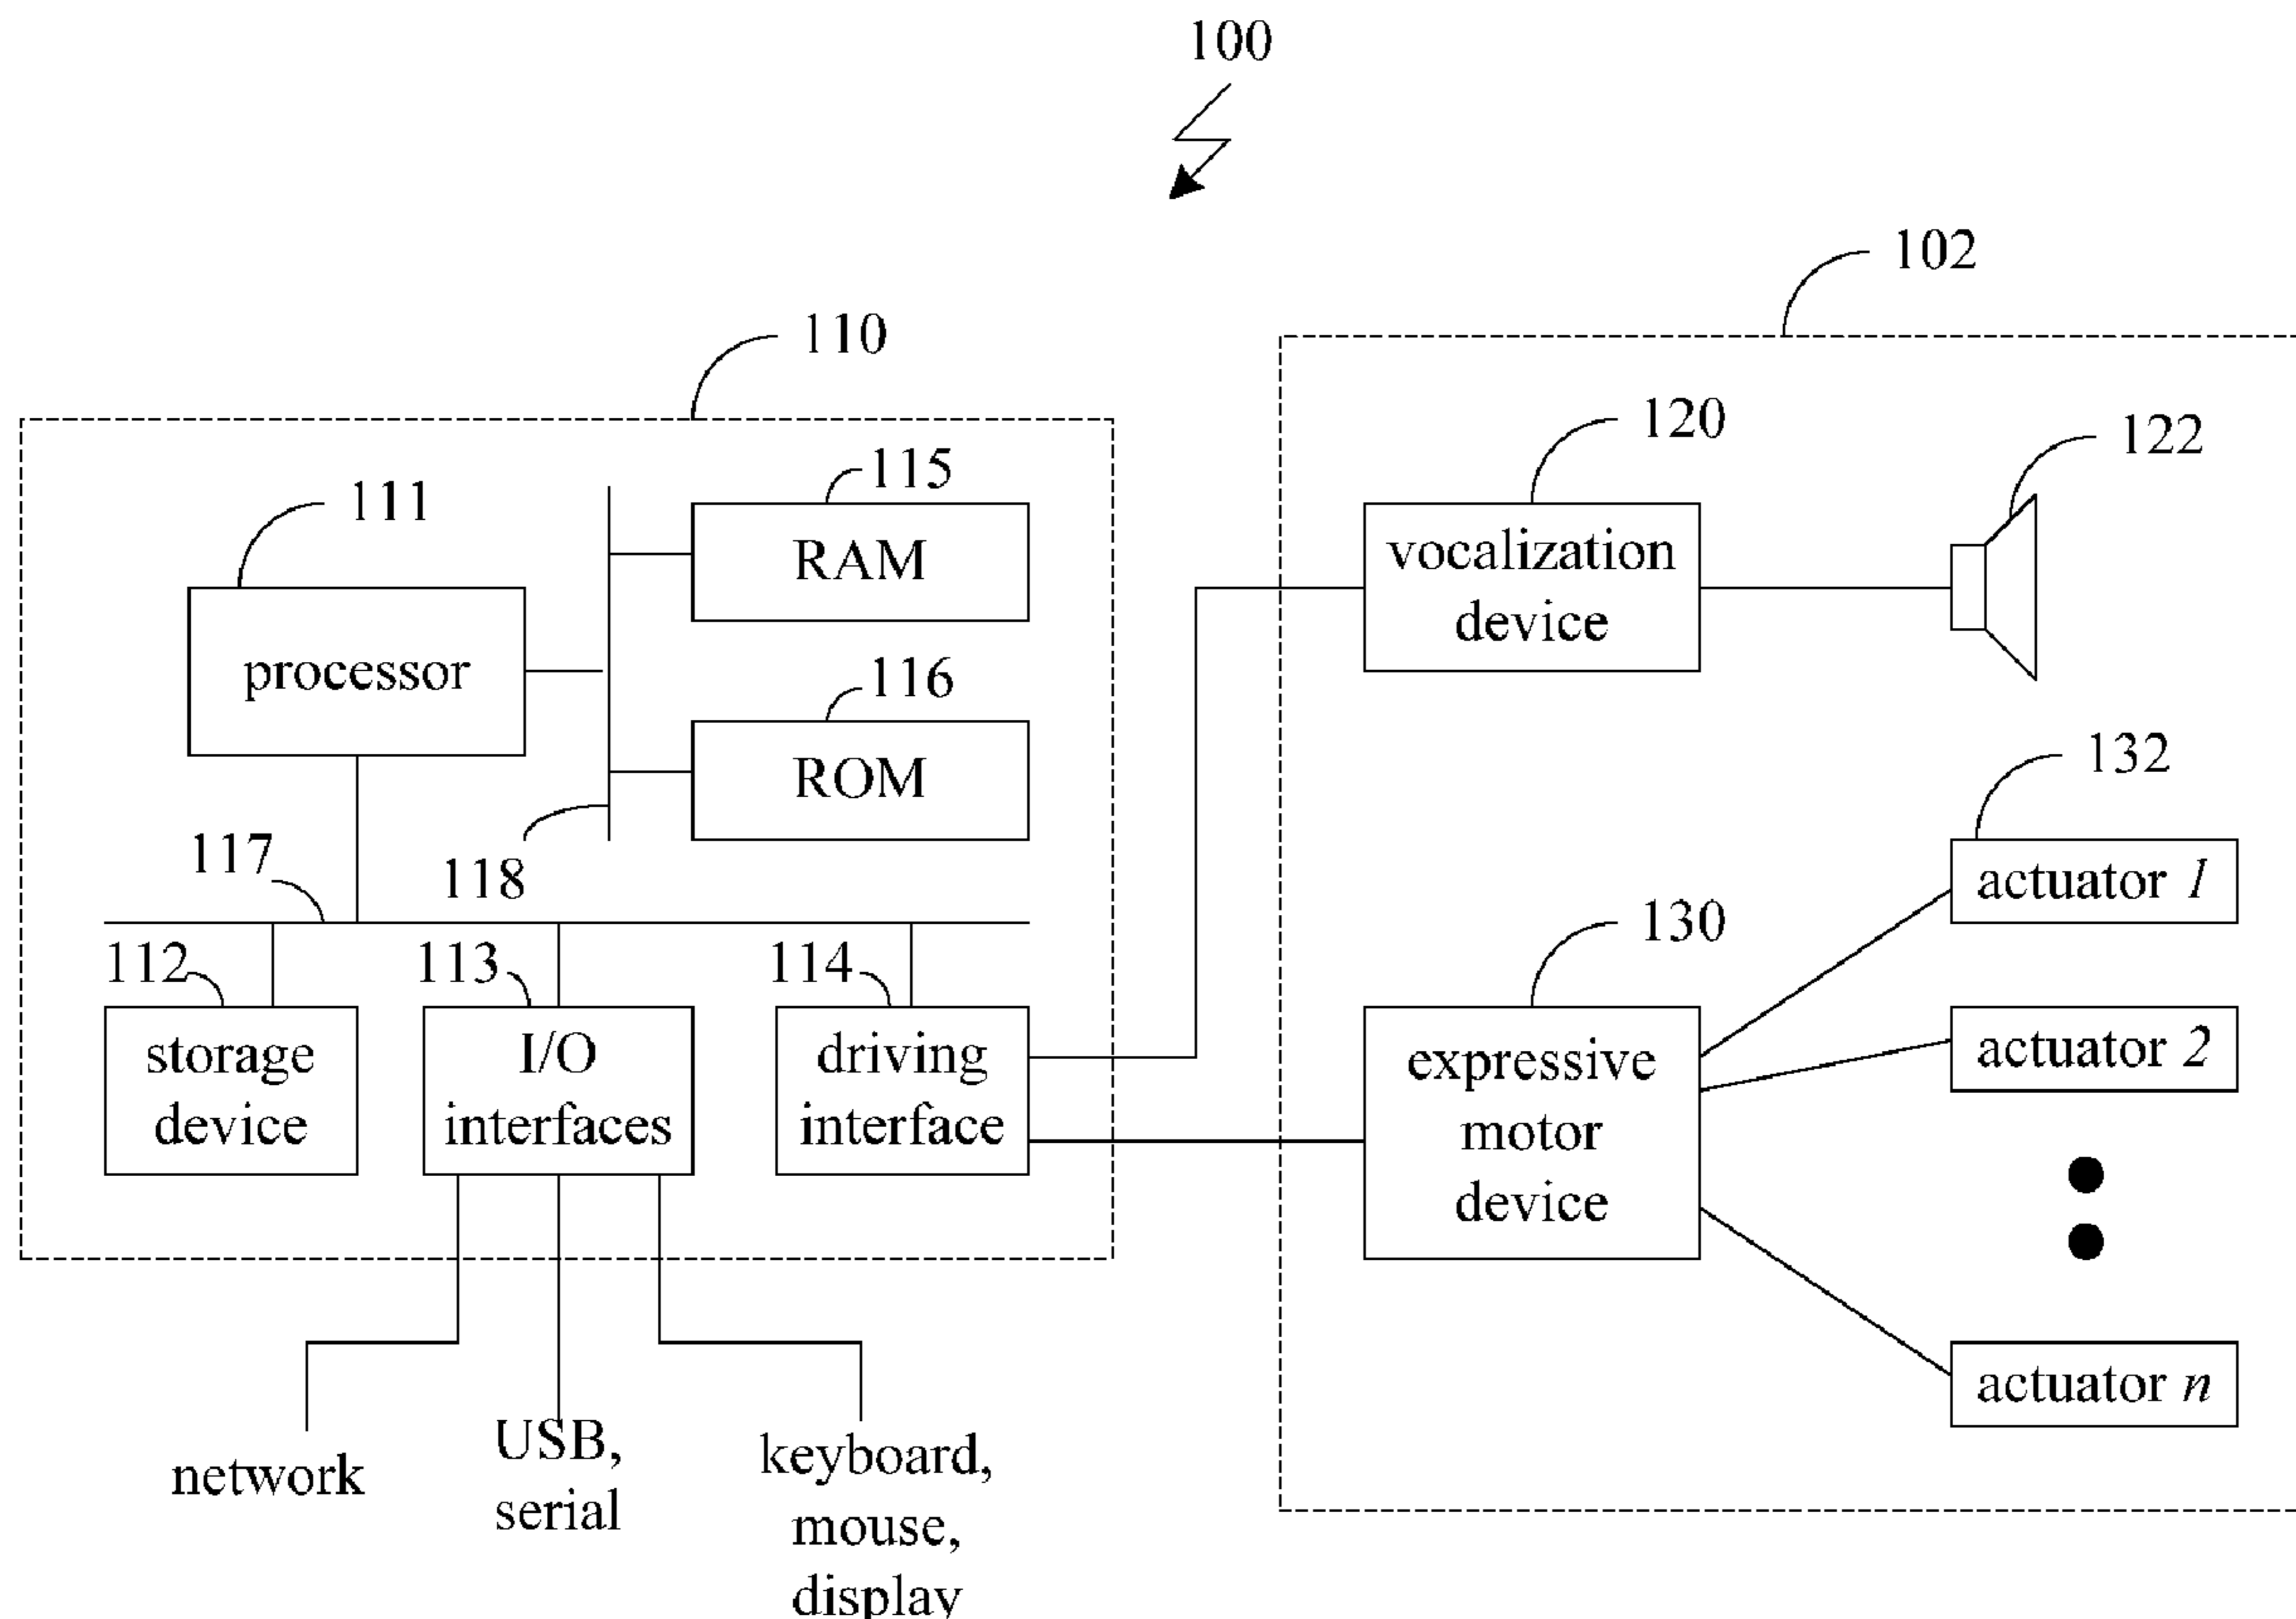 100
102
110
120
122
115
111
RAM
vocalization
device
processor
116
ROM
132
117
118
actuator 1
130
112
113
114
storage
device
I/O
interfaces
driving
interface
expressive
motor
device
actuator 2
actuator n
network
USB,
serial
keyboard,
mouse,
display